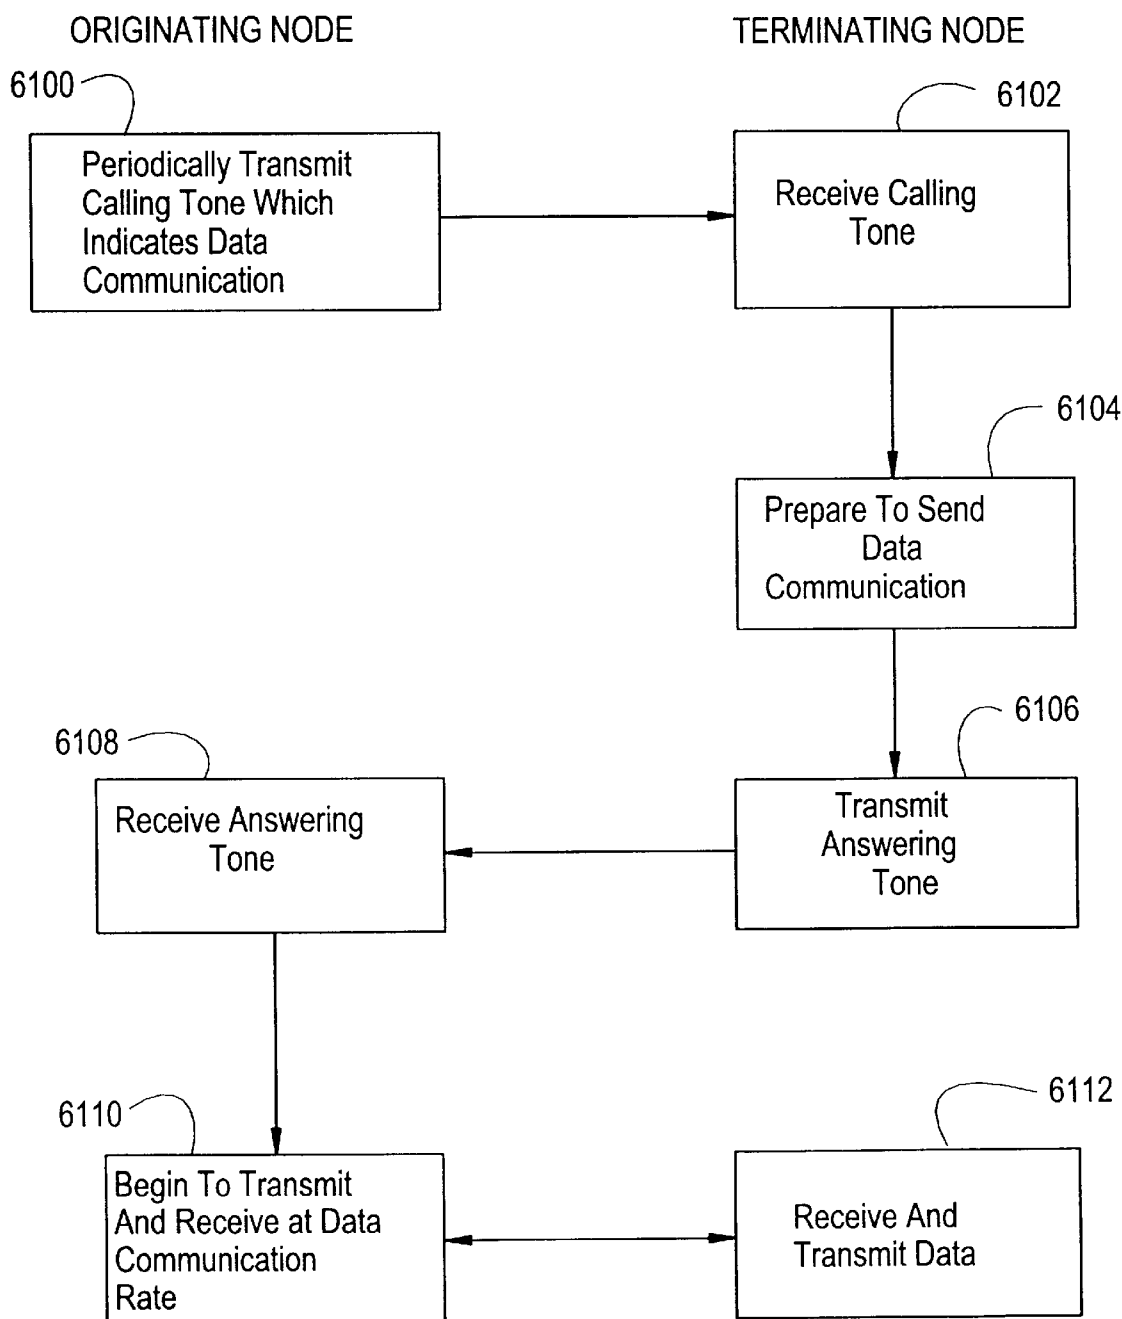 ORIGINATING NODE
TERMINATING NODE
6100
6102
Periodically Transmit
Calling Tone Which
Indicates Data
Communication
Receive Calling
Tone
6104
Prepare To Send
Data
Communication
6106
6108
Receive Answering
Tone
Transmit
Answering
Tone
6110
6112
Begin To Transmit
And Receive at Data
Communication
Rate
Receive And
Transmit Data